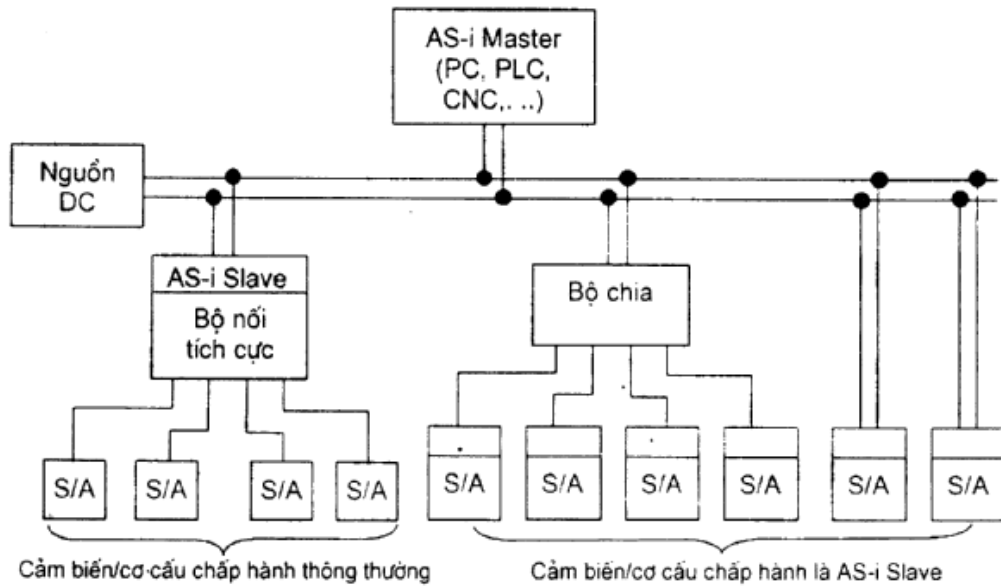 AS-i Master
(PC, PLC,
CNC,. ..)
Nguồn
DC
AS-i Slave
Bộ nối
tích cực
Bộ chia
S/A
S/A
S/A
S/A
S/A
S/A
S/A
S/A
S/A
S/A
Cảm biến/cơ cấu chấp hành thông thường
Cảm biến/cơ cấu chấp hành là AS-i Slave